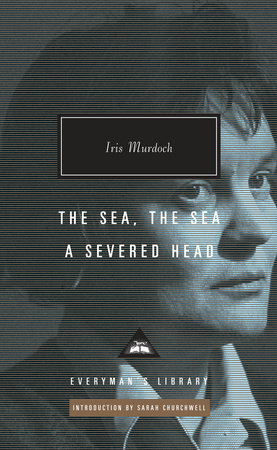 Iris Murdoch
THE SEA, THE SEA
A SEVERED HEAD
EVERYMAN'S LIBRARY
INTRODUCTION BY SARAH CHURCHWELL